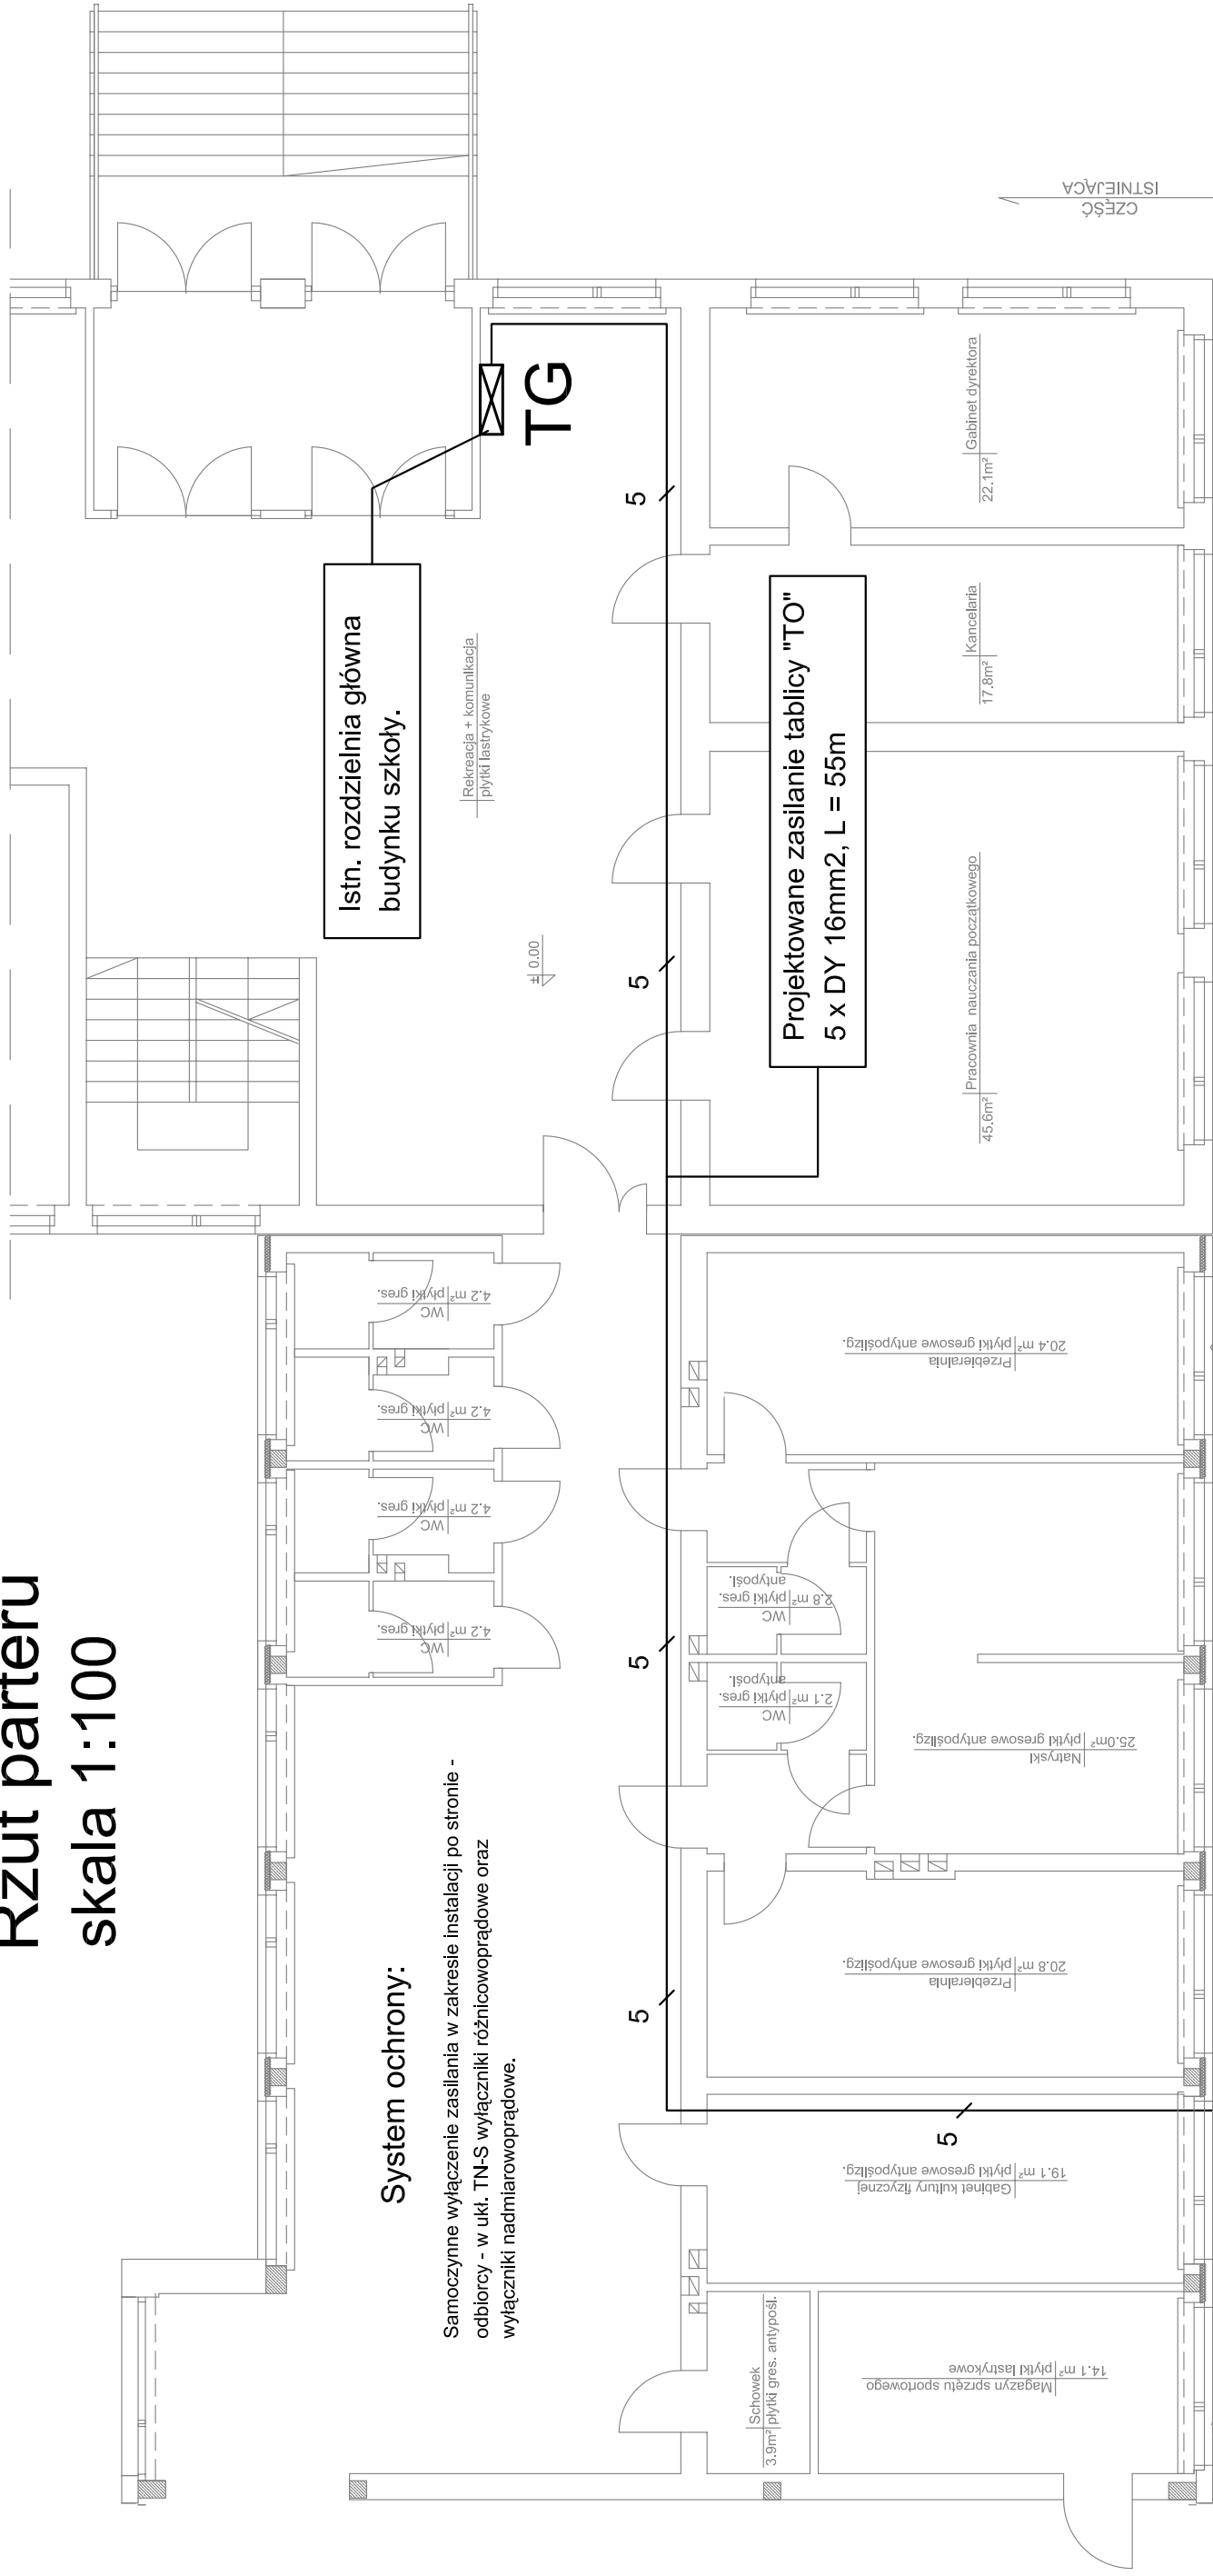 Rzut parteru
skala 1:100
CZĘŚĆ
ISTNIEJĄCA
TG
Istn. rozdzielnia główna
budynku szkoły.
Rekreacja + komunikacja
płytki lastrykowe
± 0.00
5
5
5
5
5
Projektowane zasilanie tablicy "TO"
5 x DY 16mm2, L = 55m
Gabinet dyrektora
22.1m²
Kancelaria
17.8m²
Pracownia nauczania początkowego
45.6m²
WC
4.2 m² płytki gres.
WC
4.2 m² płytki gres.
WC
4.2 m² płytki gres.
WC
4.2 m² płytki gres.
Przebieralnia
20.4 m² płytki gresowe antypoślizg.
WC
2.8 m² płytki gres.
antypośl.
WC
2.1 m² płytki gres.
antypośl.
Natryski
25.0m² płytki gresowe antypoślizg.
Przebieralnia
20.8 m² płytki gresowe antypoślizg.
Gabinet kultury fizycznej
19.1 m² płytki gresowe antypoślizg.
Schowek
3.9m² płytki gres. antypośl.
Magazyn sprzętu sportowego
14.1 m² płytki lastrykowe
System ochrony:
Samoczynne wyłączenie zasilania w zakresie instalacji po stronie -
odbiorcy - w ukł. TN-S wyłączniki różnicowoprądowe oraz
wyłączniki nadmiarowoprądowe.